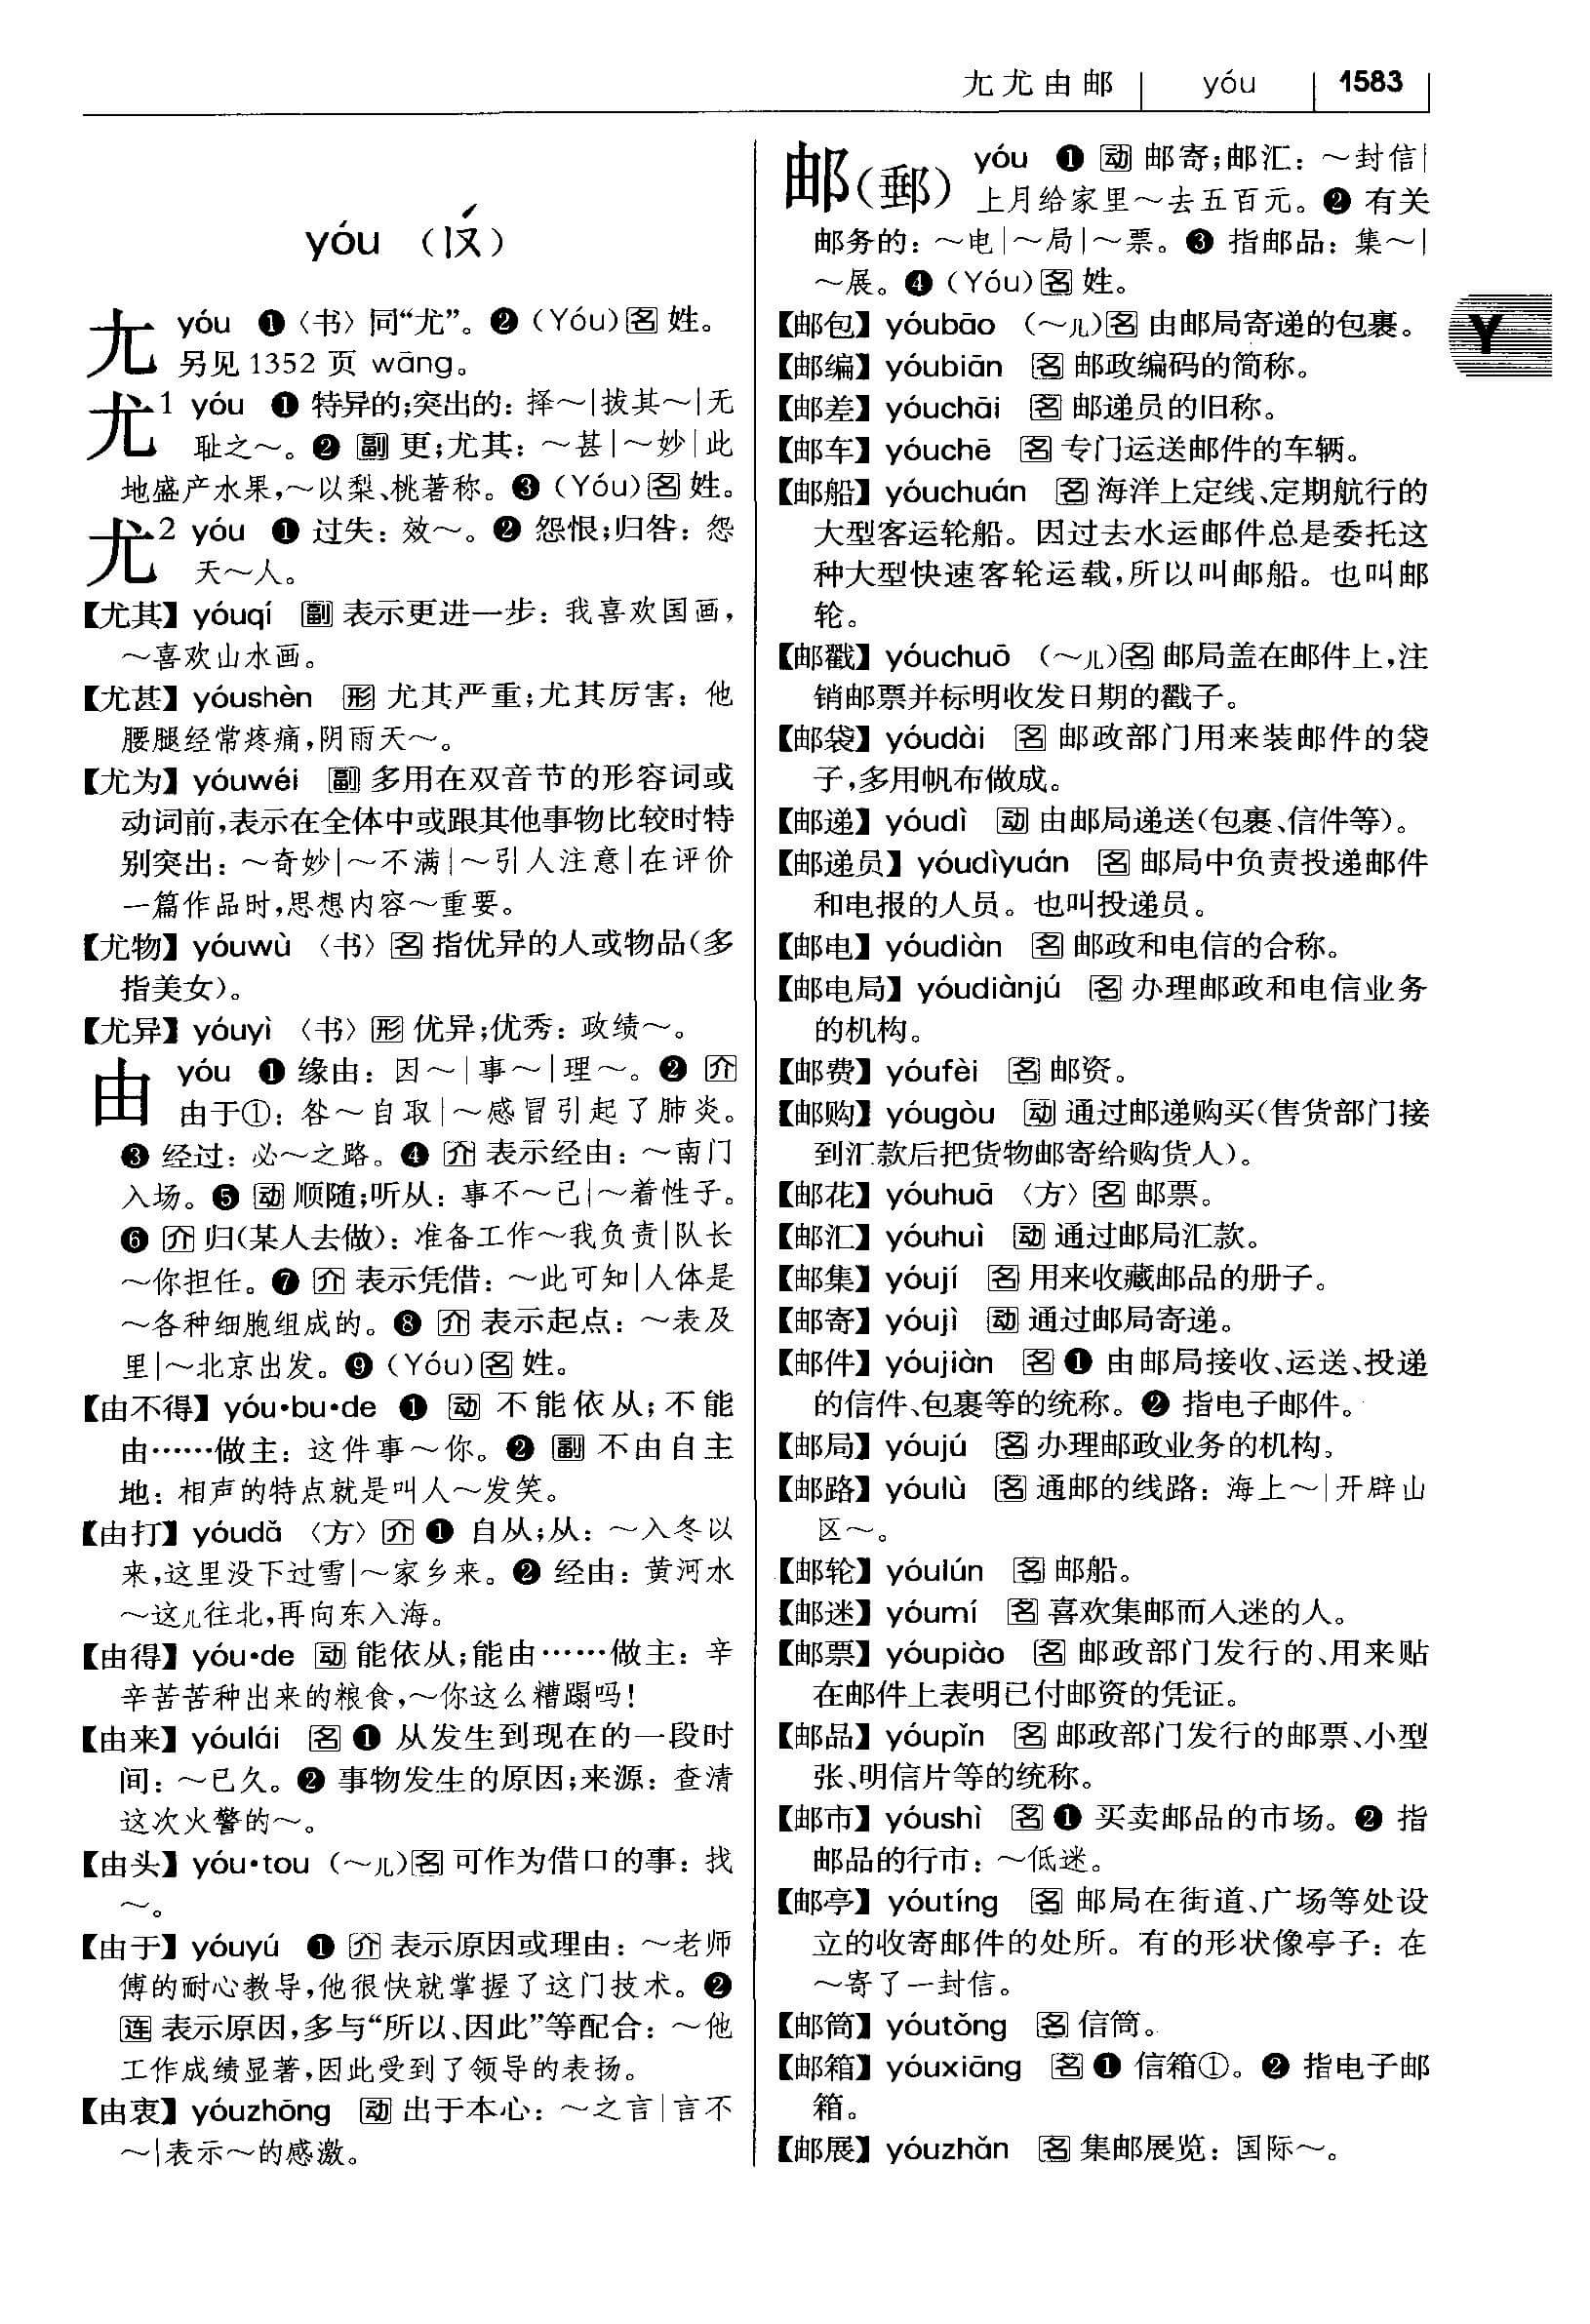 尢尤由邮 | yóu | 1583
yóu （ㄧㄡˊ）
尢 yóu ❶〈书〉同“尤”。❷（Yóu）名 姓。
另见 1352 页 wāng。
尤1 yóu ❶ 特异的;突出的：择～|拔其～|无
耻之～。❷ 副 更;尤其：～甚|～妙|此
地盛产水果,～以梨、桃著称。❸（Yóu）名 姓。
尤2 yóu ❶ 过失：效～。❷ 怨恨;归咎：怨
天～人。
【尤其】yóuqí 副 表示更进一步：我喜欢国画，
～喜欢山水画。
【尤甚】yóushèn 形 尤其严重;尤其厉害：他
腰腿经常疼痛,阴雨天～。
【尤为】yóuwéi 副 多用在双音节的形容词或
动词前,表示在全体中或跟其他事物比较时特
别突出：～奇妙|～不满|～引人注意|在评价
一篇作品时,思想内容～重要。
【尤物】yóuwù 〈书〉名 指优异的人或物品（多
指美女）。
【尤异】yóuyì 〈书〉形 优异;优秀：政绩～。
由 yóu ❶ 缘由：因～|事～|理～。❷ 介
由于①：咎～自取|～感冒引起了肺炎。
❸ 经过：必～之路。❹ 介 表示经由：～南门
入场。❺ 动 顺随;听从：事不～己|～着性子。
❻ 介 归（某人去做）：准备工作～我负责|队长
～你担任。❼ 介 表示凭借：～此可知|人体是
～各种细胞组成的。❽ 介 表示起点：～表及
里|～北京出发。❾（Yóu）名 姓。
【由不得】yóu•bu•de ❶ 动 不能依从;不能
由……做主：这件事～你。❷ 副 不由自主
地：相声的特点就是叫人～发笑。
【由打】yóudǎ 〈方〉介 ❶ 自从;从：～入冬以
来,这里没下过雪|～家乡来。❷ 经由：黄河水
～这儿往北,再向东入海。
【由得】yóu•de 动 能依从;能由……做主：辛
辛苦苦种出来的粮食,～你这么糟蹋吗!
【由来】yóulái 名 ❶ 从发生到现在的一段时
间：～已久。❷ 事物发生的原因;来源：查清
这次火警的～。
【由头】yóu•tou （～儿）名 可作为借口的事：找
～。
【由于】yóuyú ❶ 介 表示原因或理由：～老师
傅的耐心教导,他很快就掌握了这门技术。❷
连 表示原因,多与“所以、因此”等配合：～他
工作成绩显著,因此受到了领导的表扬。
【由衷】yóuzhōng 动 出于本心：～之言|言不
～|表示～的感激。
邮（郵） yóu ❶ 动 邮寄;邮汇：～封信|
上月给家里～去五百元。❷ 有关
邮务的：～电|～局|～票。❸ 指邮品：集～|
～展。❹（Yóu）名 姓。
【邮包】yóubāo （～儿）名 由邮局寄递的包裹。
【邮编】yóubiān 名 邮政编码的简称。
【邮差】yóuchāi 名 邮递员的旧称。
【邮车】yóuchē 名 专门运送邮件的车辆。
【邮船】yóuchuán 名 海洋上定线、定期航行的
大型客运轮船。因过去水运邮件总是委托这
种大型快速客轮运载,所以叫邮船。也叫邮
轮。
【邮戳】yóuchuō （～儿）名 邮局盖在邮件上,注
销邮票并标明收发日期的戳子。
【邮袋】yóudài 名 邮政部门用来装邮件的袋
子,多用帆布做成。
【邮递】yóudì 动 由邮局递送（包裹、信件等）。
【邮递员】yóudìyuán 名 邮局中负责投递邮件
和电报的人员。也叫投递员。
【邮电】yóudiàn 名 邮政和电信的合称。
【邮电局】yóudiànjú 名 办理邮政和电信业务
的机构。
【邮费】yóufèi 名 邮资。
【邮购】yóugòu 动 通过邮递购买（售货部门接
到汇款后把货物邮寄给购货人）。
【邮花】yóuhuā 〈方〉名 邮票。
【邮汇】yóuhuì 动 通过邮局汇款。
【邮集】yóují 名 用来收藏邮品的册子。
【邮寄】yóujì 动 通过邮局寄递。
【邮件】yóujiàn 名 ❶ 由邮局接收、运送、投递
的信件、包裹等的统称。❷ 指电子邮件。
【邮局】yóujú 名 办理邮政业务的机构。
【邮路】yóulù 名 通邮的线路：海上～|开辟山
区～。
【邮轮】yóulún 名 邮船。
【邮迷】yóumí 名 喜欢集邮而入迷的人。
【邮票】yóupiào 名 邮政部门发行的、用来贴
在邮件上表明已付邮资的凭证。
【邮品】yóupǐn 名 邮政部门发行的邮票、小型
张、明信片等的统称。
【邮市】yóushì 名 ❶ 买卖邮品的市场。❷ 指
邮品的行市：～低迷。
【邮亭】yóutíng 名 邮局在街道、广场等处设
立的收寄邮件的处所。有的形状像亭子：在
～寄了一封信。
【邮筒】yóutǒng 名 信筒。
【邮箱】yóuxiāng 名 ❶ 信箱①。❷ 指电子邮
箱。
【邮展】yóuzhǎn 名 集邮展览：国际～。
Y